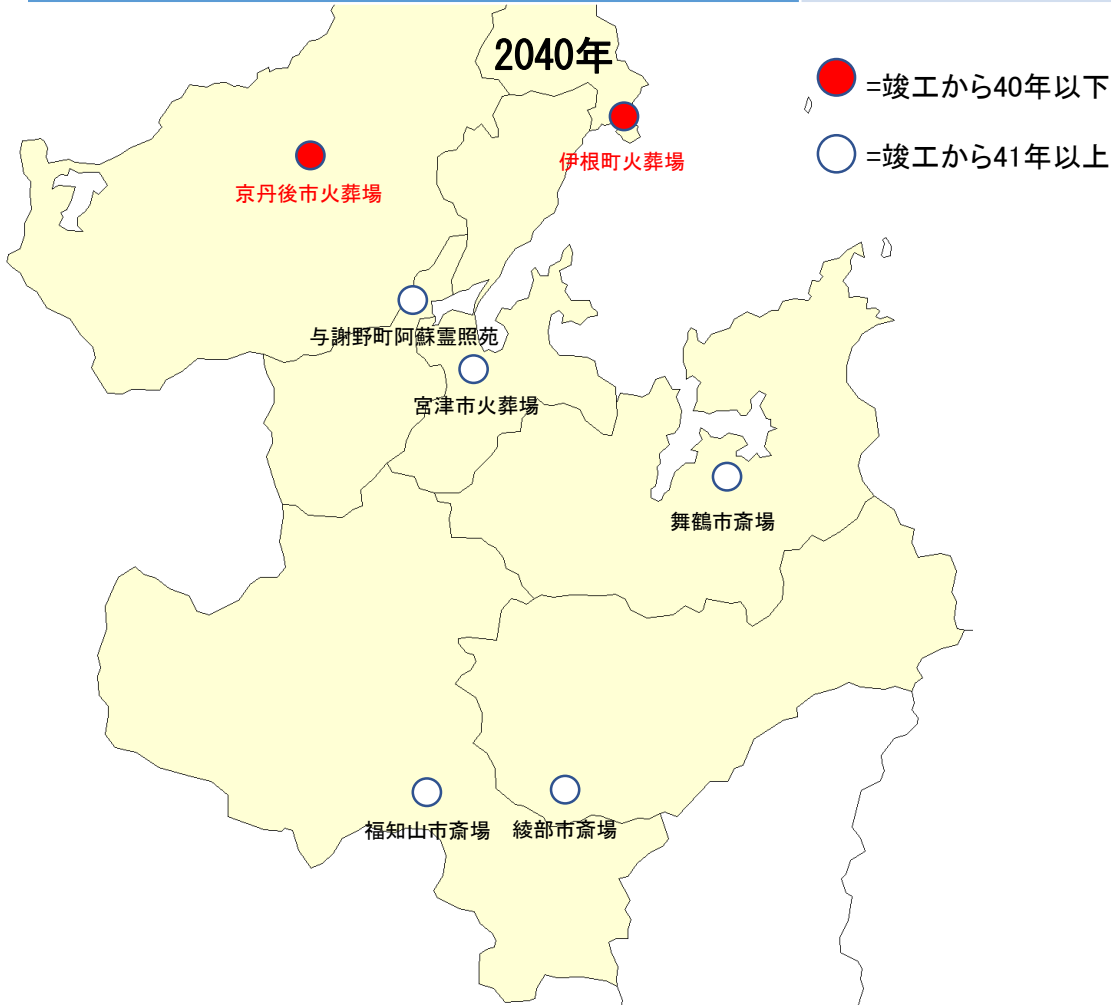 2040年
=竣工から40年以下
=竣工から41年以上
伊根町火葬場
京丹後市火葬場
与謝野町阿蘇霊照苑
宮津市火葬場
舞鶴市斎場
福知山市斎場
綾部市斎場